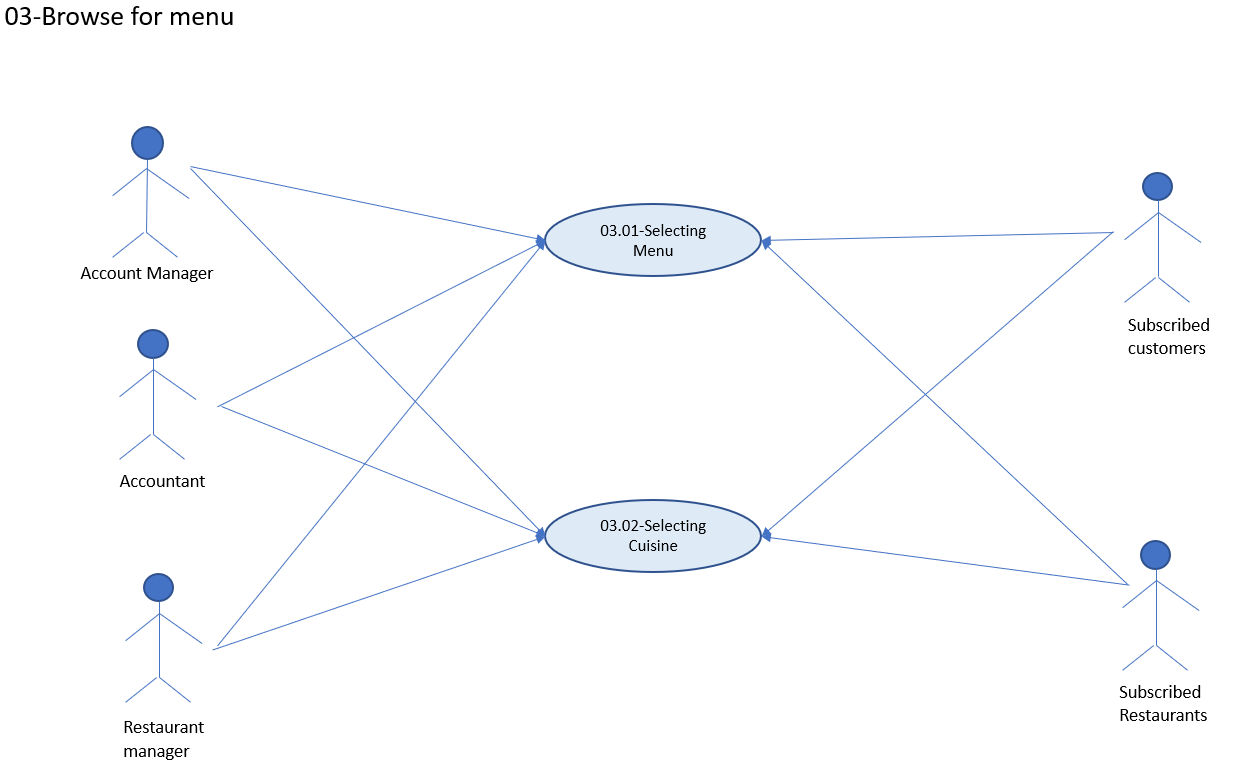 03-Browse for menu
03.01-Selecting
Menu
Account Manager
Subscribed
customers
Accountant
03.02-Selecting
Cuisine
Subscribed
Restaurants
Restaurant
manager